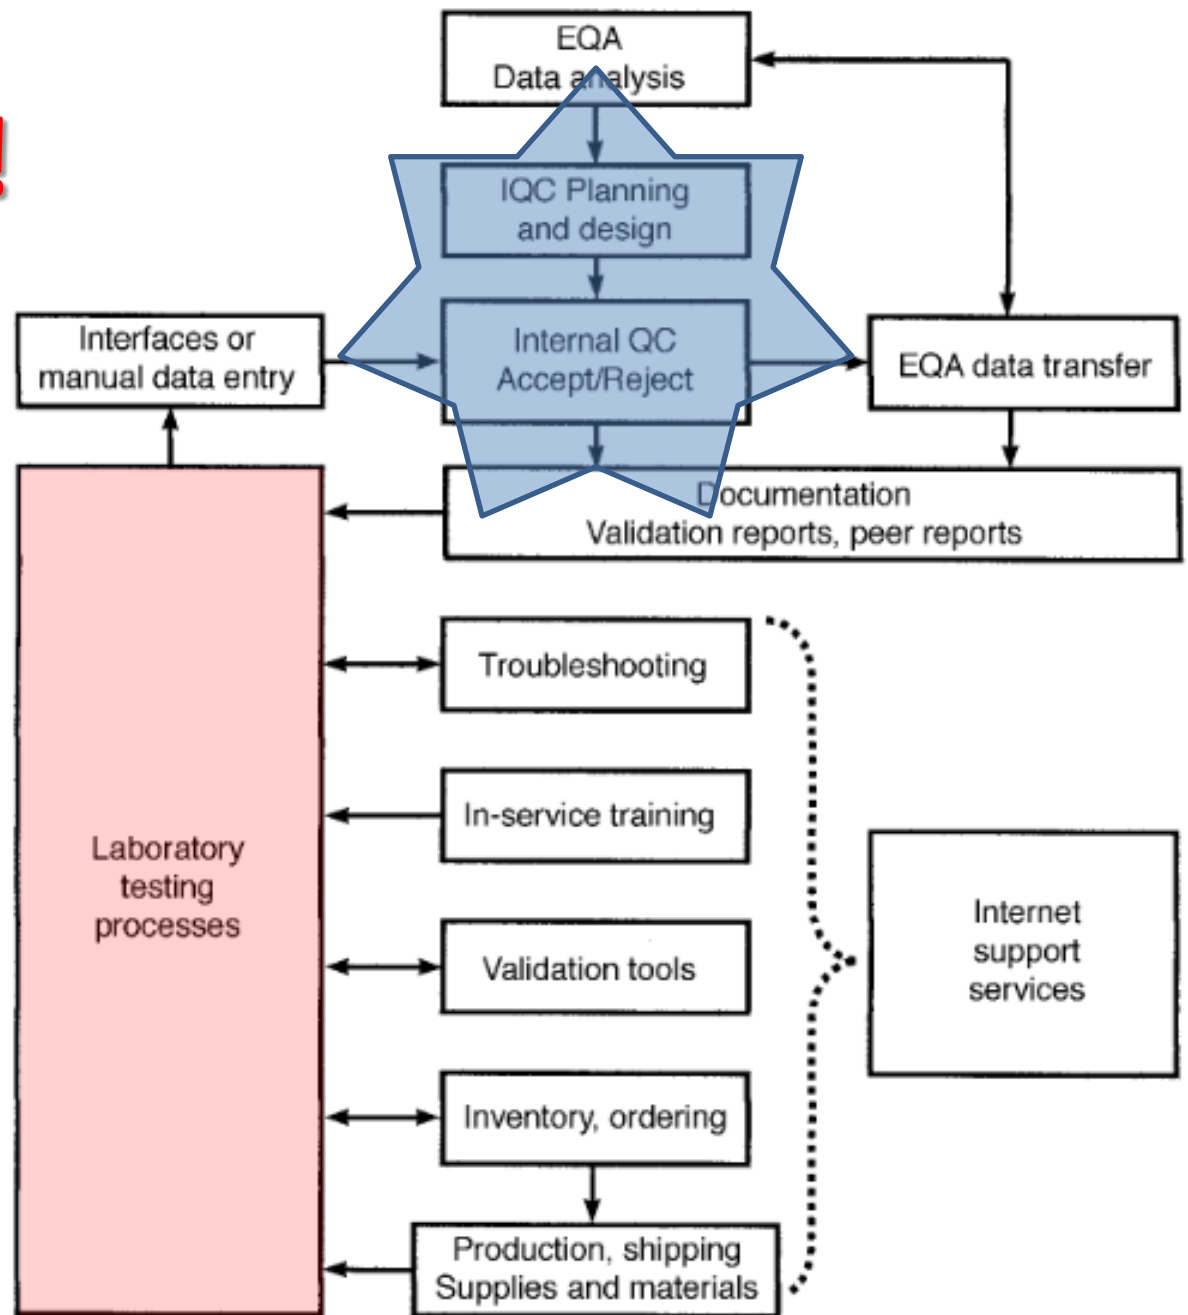 EQA
Data analysis
!
IQC Planning
and design
Interfaces or
manual data entry
Internal QC
Accept/Reject
EQA data transfer
Documentation
Validation reports, peer reports
Troubleshooting
In-service training
Laboratory
testing
processes
Validation tools
Internet
support
services
Inventory, ordering
Production, shipping
Supplies and materials